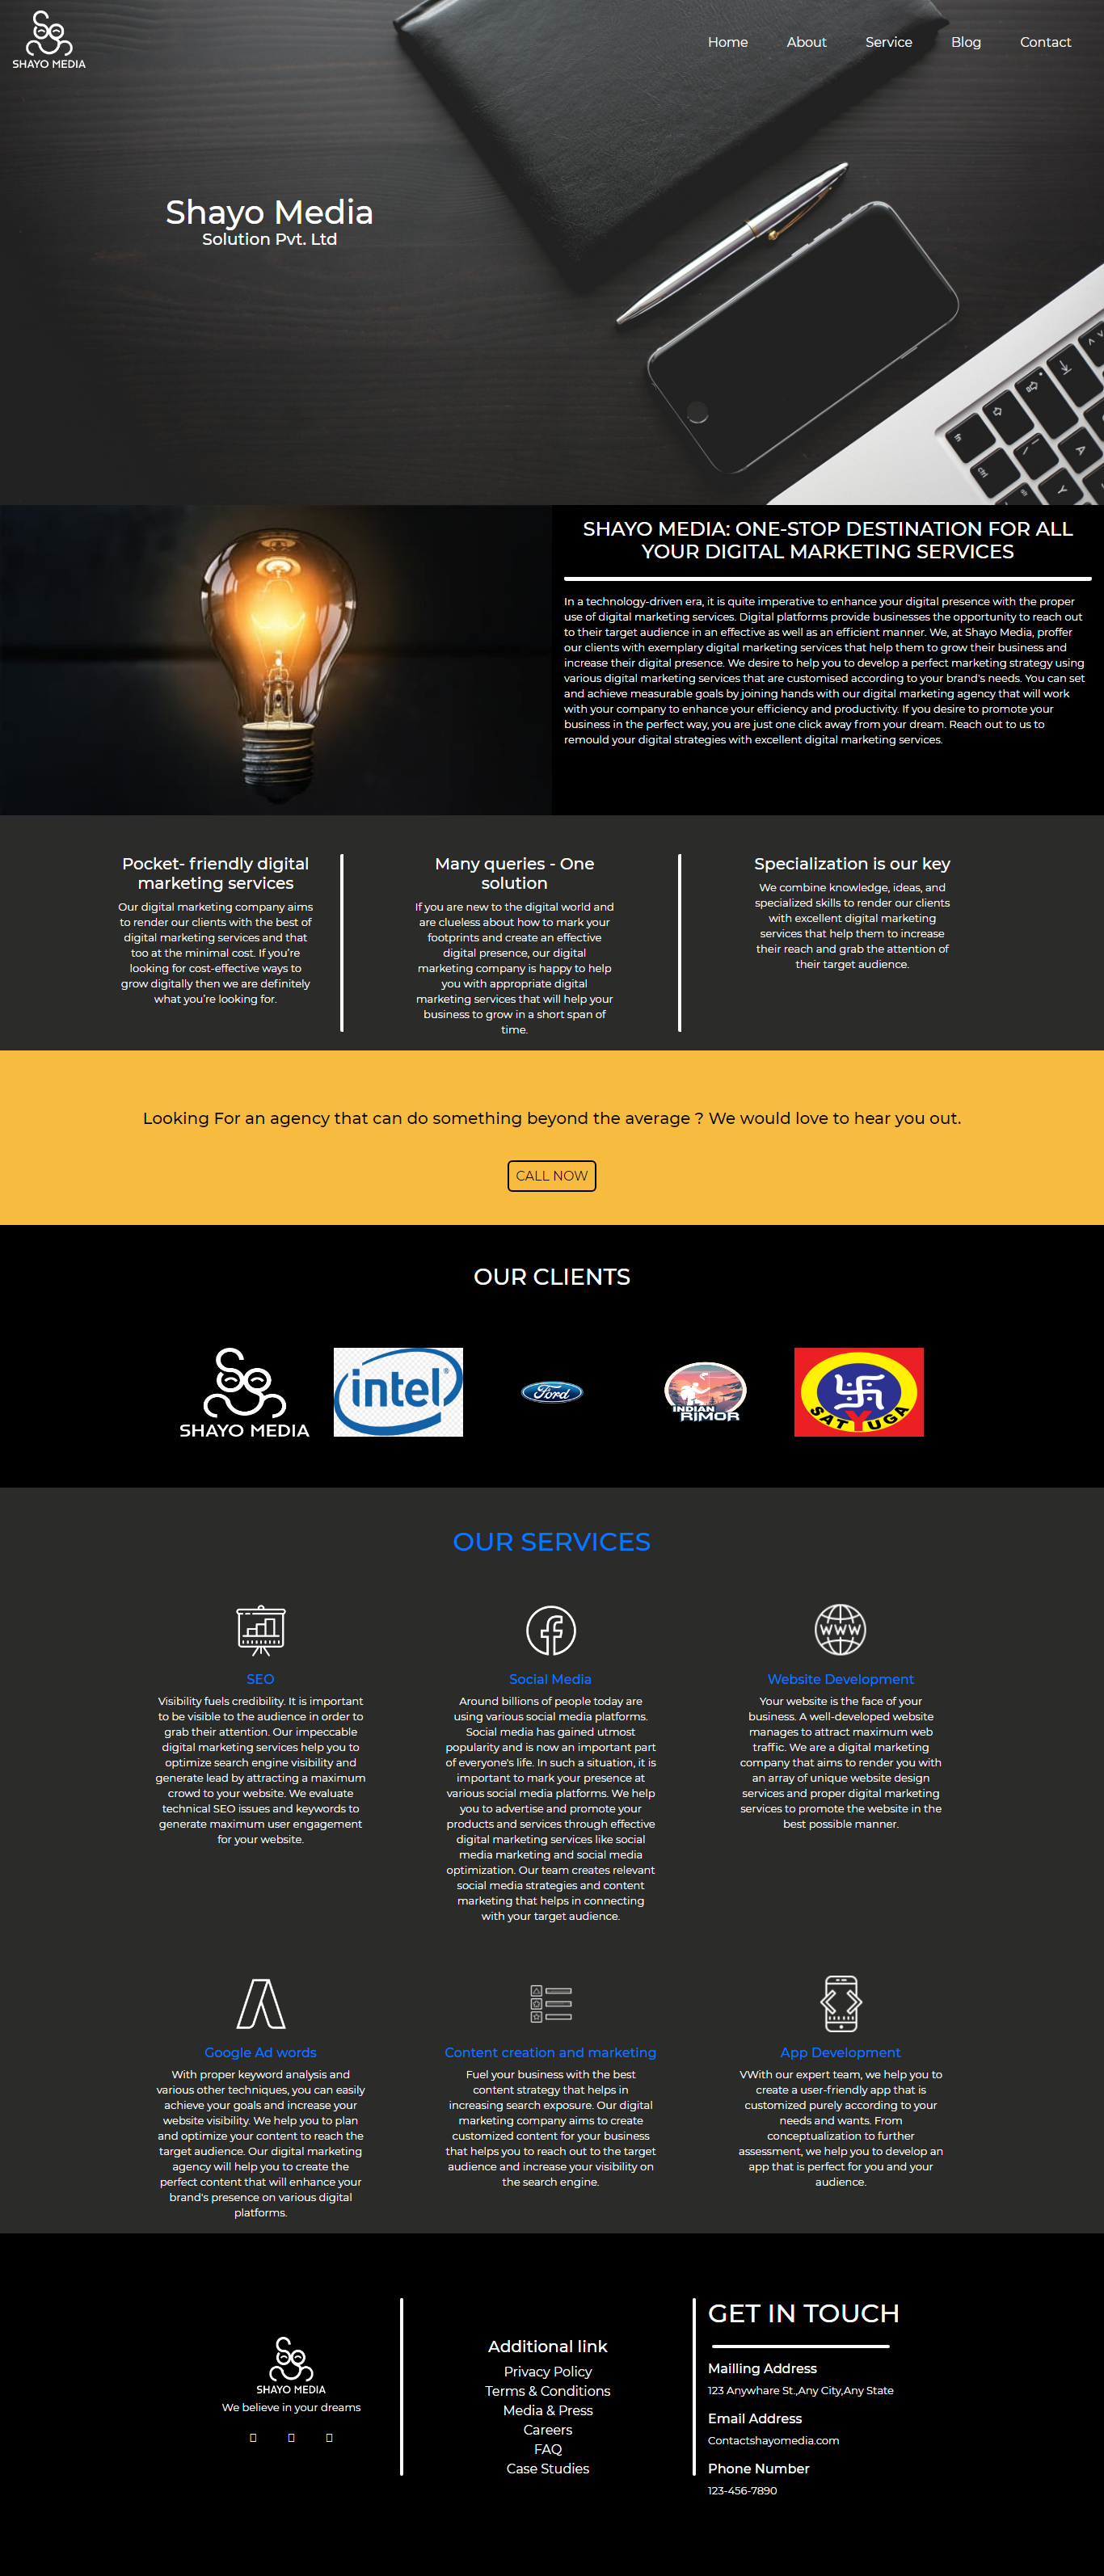 SHAYO MEDIA
Home About Service Blog Contact
Shayo Media
Solution Pvt. Ltd
SHAYO MEDIA: ONE-STOP DESTINATION FOR ALL
YOUR DIGITAL MARKETING SERVICES
In a technology-driven era, it is quite imperative to enhance your digital presence with the proper
use of digital marketing services. Digital platforms provide businesses the opportunity to reach out
to their target audience in an effective as well as an efficient manner. We, at Shayo Media, proffer
our clients with exemplary digital marketing services that help them to grow their business and
increase their digital presence. We desire to help you to develop a perfect marketing strategy using
various digital marketing services that are customised according to your brand's needs. You can set
and achieve measurable goals by joining hands with our digital marketing agency that will work
with your company to enhance your efficiency and productivity. If you desire to promote your
business in the perfect way, you are just one click away from your dream. Reach out to us to
remould your digital strategies with excellent digital marketing services.
Pocket- friendly digital
marketing services
Our digital marketing company aims
to render our clients with the best of
digital marketing services and that
too at the minimal cost. If you're
looking for cost-effective ways to
grow digitally then we are definitely
what you're looking for.
Many queries - One
solution
If you are new to the digital world and
are clueless about how to mark your
footprints and create an effective
digital presence, our digital
marketing company is happy to help
you with appropriate digital
marketing services that will help your
business to grow in a short span of
time.
Specialization is our key
We combine knowledge, ideas, and
specialized skills to render our clients
with excellent digital marketing
services that help them to increase
their reach and grab the attention of
their target audience.
Looking For an agency that can do something beyond the average ? We would love to hear you out.
CALL NOW
OUR CLIENTS
SHAYO MEDIA
intel
Ford
INDIAN
RIMOR
SATYUGA
OUR SERVICES
SEO
Visibility fuels credibility. It is important
to be visible to the audience in order to
grab their attention. Our impeccable
digital marketing services help you to
optimize search engine visibility and
generate lead by attracting a maximum
crowd to your website. We evaluate
technical SEO issues and keywords to
generate maximum user engagement
for your website.
Social Media
Around billions of people today are
using various social media platforms.
Social media has gained utmost
popularity and is now an important part
of everyone's life. In such a situation, it is
important to mark your presence at
various social media platforms. We help
you to advertise and promote your
products and services through effective
digital marketing services like social
media marketing and social media
optimization. Our team creates relevant
social media strategies and content
marketing that helps in connecting
with your target audience.
WWW
Website Development
Your website is the face of your
business. A well-developed website
manages to attract maximum web
traffic. We are a digital marketing
company that aims to render you with
an array of unique website design
services and proper digital marketing
services to promote the website in the
best possible manner.
Google Ad words
With proper keyword analysis and
various other techniques, you can easily
achieve your goals and increase your
website visibility. We help you to plan
and optimize your content to reach the
target audience. Our digital marketing
agency will help you to create the
perfect content that will enhance your
brand's presence on various digital
platforms.
Content creation and marketing
Fuel your business with the best
content strategy that helps in
increasing search exposure. Our digital
marketing company aims to create
customized content for your business
that helps you to reach out to the target
audience and increase your visibility on
the search engine.
App Development
VWith our expert team, we help you to
create a user-friendly app that is
customized purely according to your
needs and wants. From
conceptualization to further
assessment, we help you to develop an
app that is perfect for you and your
audience.
SHAYO MEDIA
We believe in your dreams
Additional link
Privacy Policy
Terms & Conditions
Media & Press
Careers
FAQ
Case Studies
GET IN TOUCH
Mailling Address
123 Anywhare St.,Any City,Any State
Email Address
Contactshayomedia.com
Phone Number
123-456-7890